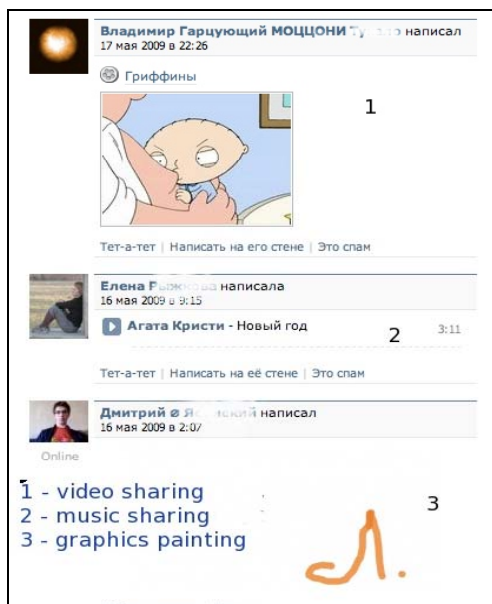 Владимир Гарцующий МОЦЦОНИ написал
17 мая 2009 в 22:26
Гриффины
1
Тет-а-тет | Написать на его стене | Это спам
Елена написала
16 мая 2009 в 9:15
Агата Кристи - Новый год 3:11
2
Тет-а-тет | Написать на её стене | Это спам
Дмитрий ø написал
16 мая 2009 в 2:07
Online
1 - video sharing
2 - music sharing
3 - graphics painting
3
Л.